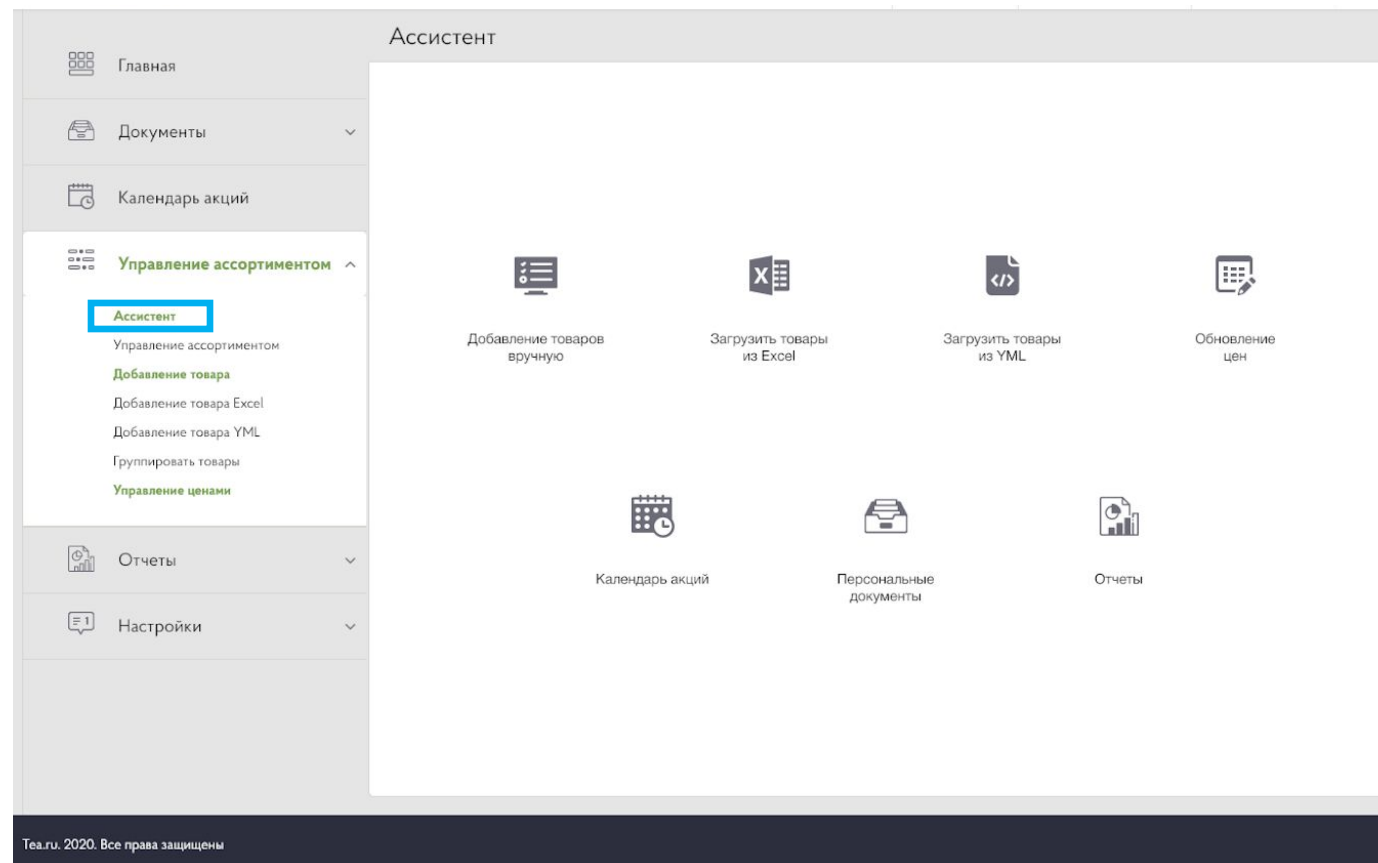 Ассистент
Главная
Документы
Календарь акций
Управление ассортиментом
Ассистент
Управление ассортиментом
Добавление товара
Добавление товара Excel
Добавление товара YML
Группировать товары
Управление ценами
Отчеты
Настройки
Добавление товаров
вручную
Загрузить товары
из Excel
Загрузить товары
из YML
Обновление
цен
Календарь акций
Персональные
документы
Отчеты
Tea.ru. 2020. Все права защищены